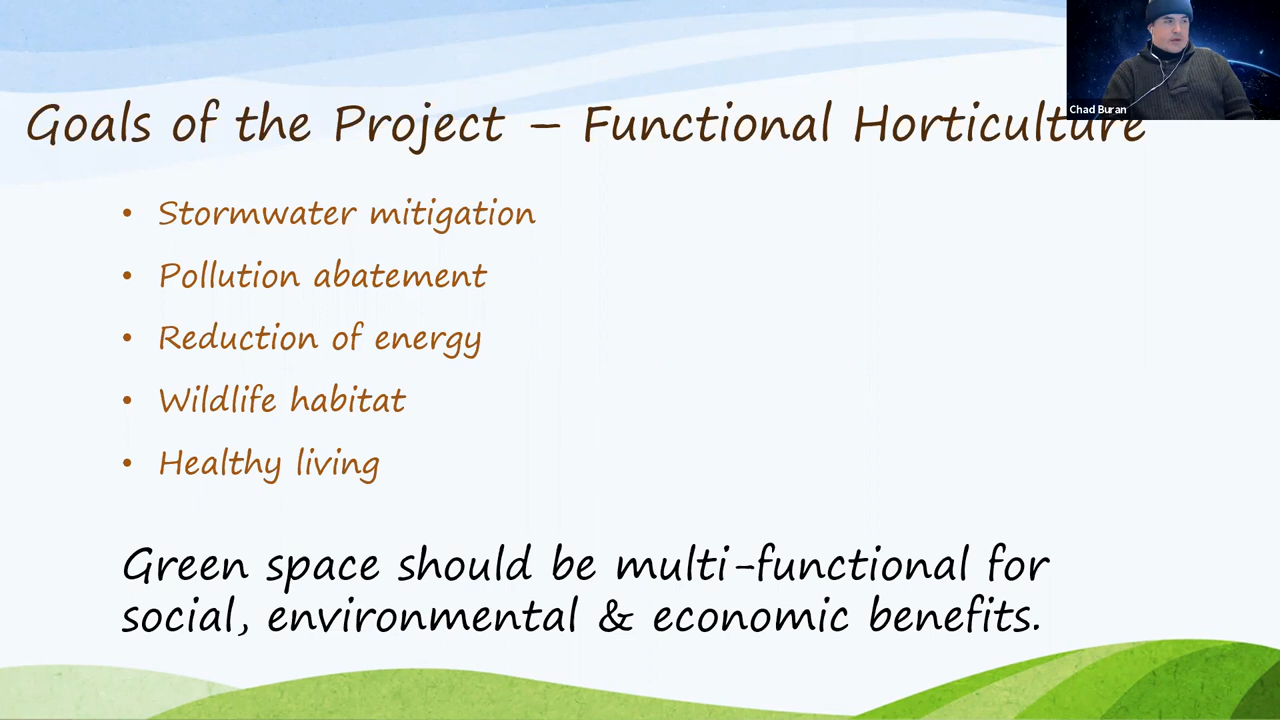 Goals of the Project – Functional Horticulture
Chad Buran
• Stormwater mitigation
• Pollution abatement
• Reduction of energy
• Wildlife habitat
• Healthy living
Green space should be multi-functional for
social, environmental & economic benefits.